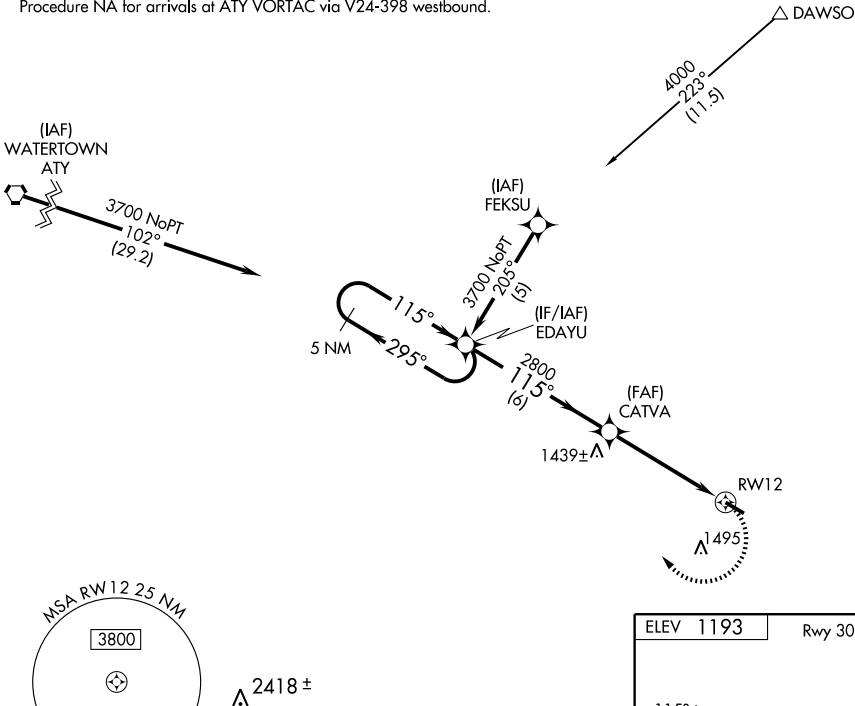 Procedure NA for arrivals at ATY VORTAC via V24-398 westbound.
DAWSO
4000
223°
(11.5)
(IAF)
WATERTOWN
ATY
3700 NoPT
102°
(29.2)
(IAF)
FEKSU
3700 NoPT
205°
(5)
(IF/IAF)
EDAYU
115°
295°
5 NM
2800
115°
(6)
(FAF)
CATVA
1439±
RW12
1495
MSA RW12 25 NM
3800
2418±
ELEV 1193
Rwy 30